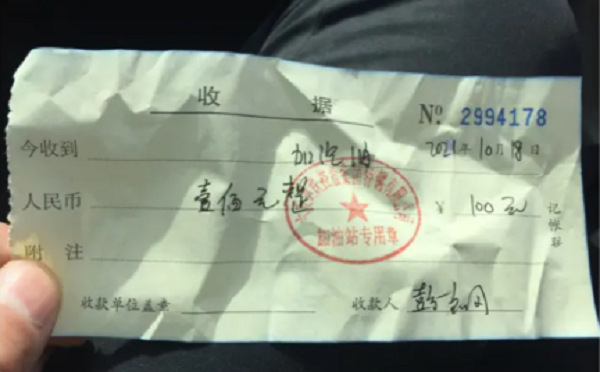 收据
№ 2994178
今收到 加汽油 2021年10月18日
人民币 壹佰元整 ¥ 100元
加油站专用章
附注
收款单位盖章 收款人
记帐联